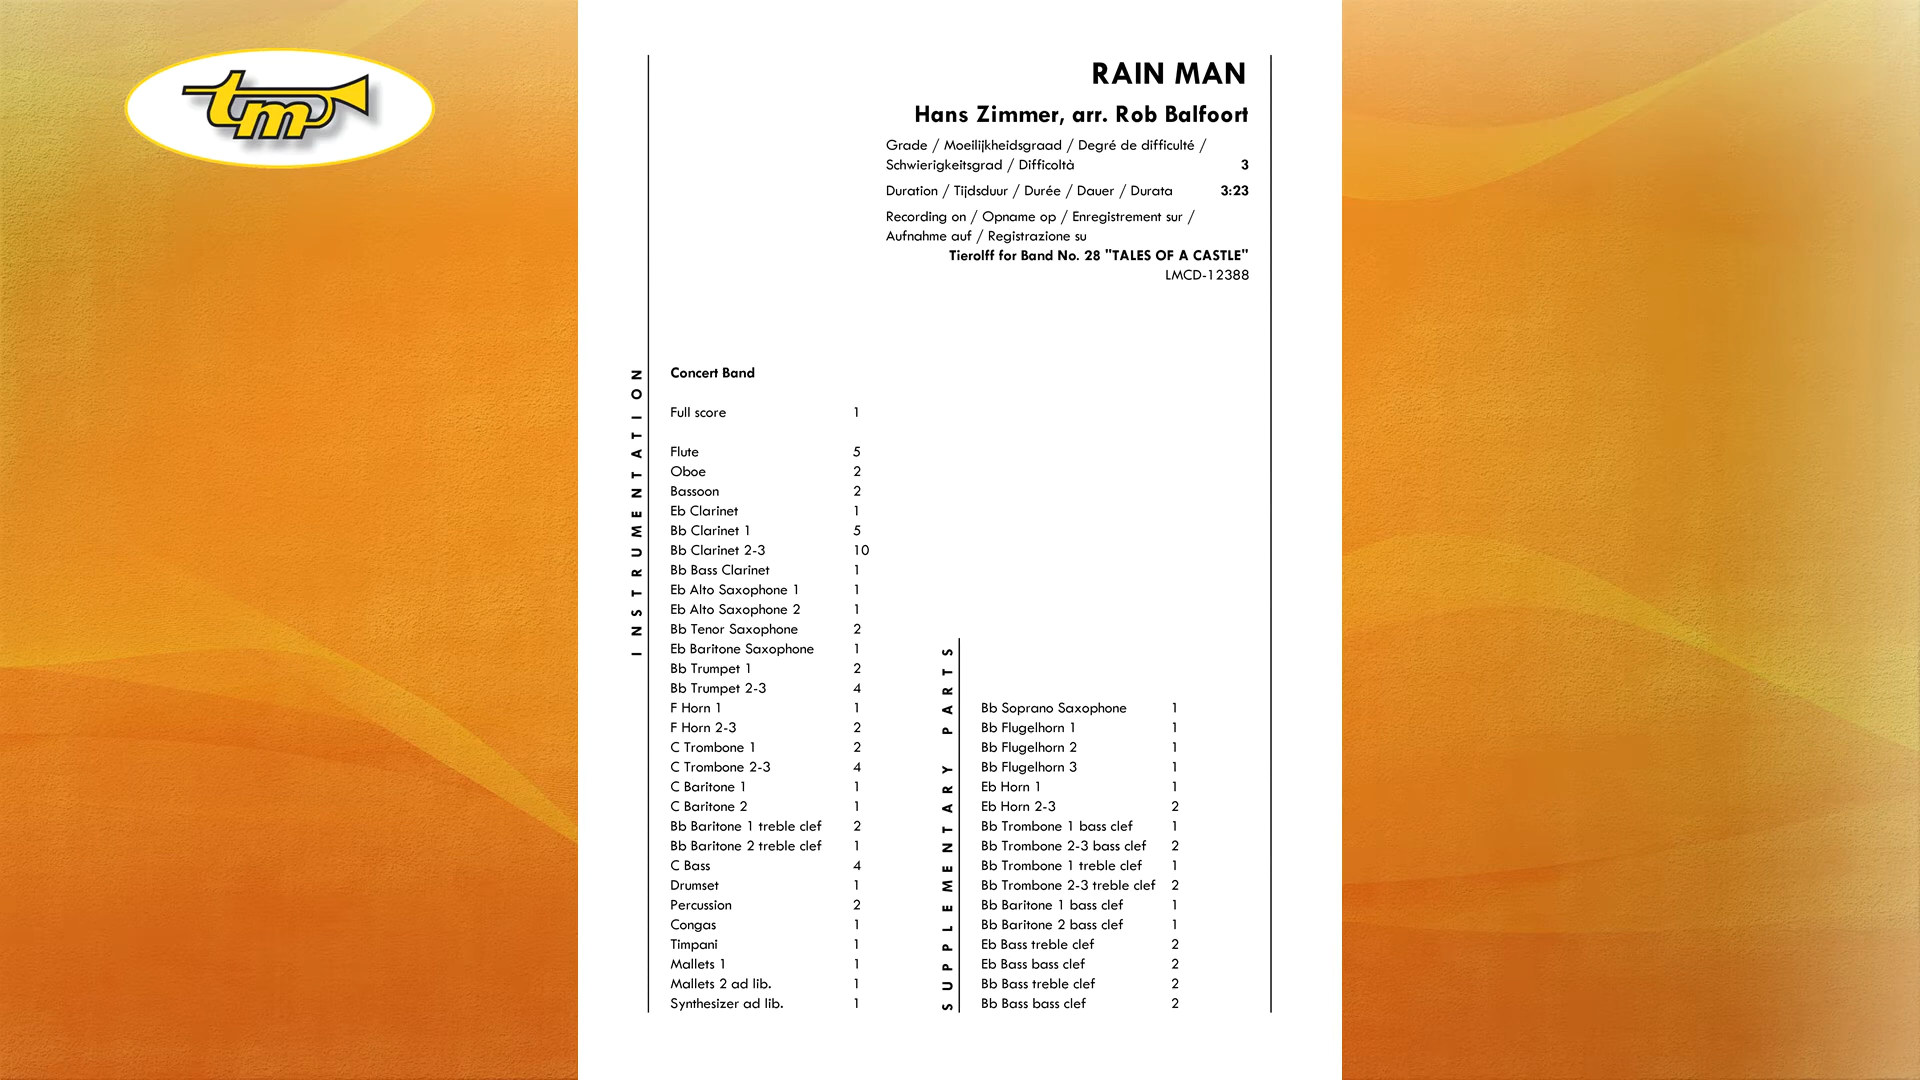 tm
RAIN MAN
Hans Zimmer, arr. Rob Balfoort
Grade / Moeilijkheidsgraad / Degré de difficulté /
Schwierigkeitsgrad / Difficoltà 3
Duration / Tijdsduur / Durée / Dauer / Durata 3:23
Recording on / Opname op / Enregistrement sur /
Aufnahme auf / Registrazione su
Tierolff for Band No. 28 "TALES OF A CASTLE"
LMCD-12388
INSTRUMENTATION
Concert Band
Full score 1
Flute 5
Oboe 2
Bassoon 2
Eb Clarinet 1
Bb Clarinet 1 5
Bb Clarinet 2-3 10
Bb Bass Clarinet 1
Eb Alto Saxophone 1 1
Eb Alto Saxophone 2 1
Bb Tenor Saxophone 2
Eb Baritone Saxophone 1
Bb Trumpet 1 2
Bb Trumpet 2-3 4
F Horn 1 1
F Horn 2-3 2
C Trombone 1 2
C Trombone 2-3 4
C Baritone 1 1
C Baritone 2 1
Bb Baritone 1 treble clef 2
Bb Baritone 2 treble clef 1
C Bass 4
Drumset 1
Percussion 2
Congas 1
Timpani 1
Mallets 1 1
Mallets 2 ad lib. 1
Synthesizer ad lib. 1
SUPPLEMENTARY PARTS
Bb Soprano Saxophone 1
Bb Flugelhorn 1 1
Bb Flugelhorn 2 1
Bb Flugelhorn 3 1
Eb Horn 1 1
Eb Horn 2-3 2
Bb Trombone 1 bass clef 1
Bb Trombone 2-3 bass clef 2
Bb Trombone 1 treble clef 1
Bb Trombone 2-3 treble clef 2
Bb Baritone 1 bass clef 1
Bb Baritone 2 bass clef 1
Eb Bass treble clef 2
Eb Bass bass clef 2
Bb Bass treble clef 2
Bb Bass bass clef 2